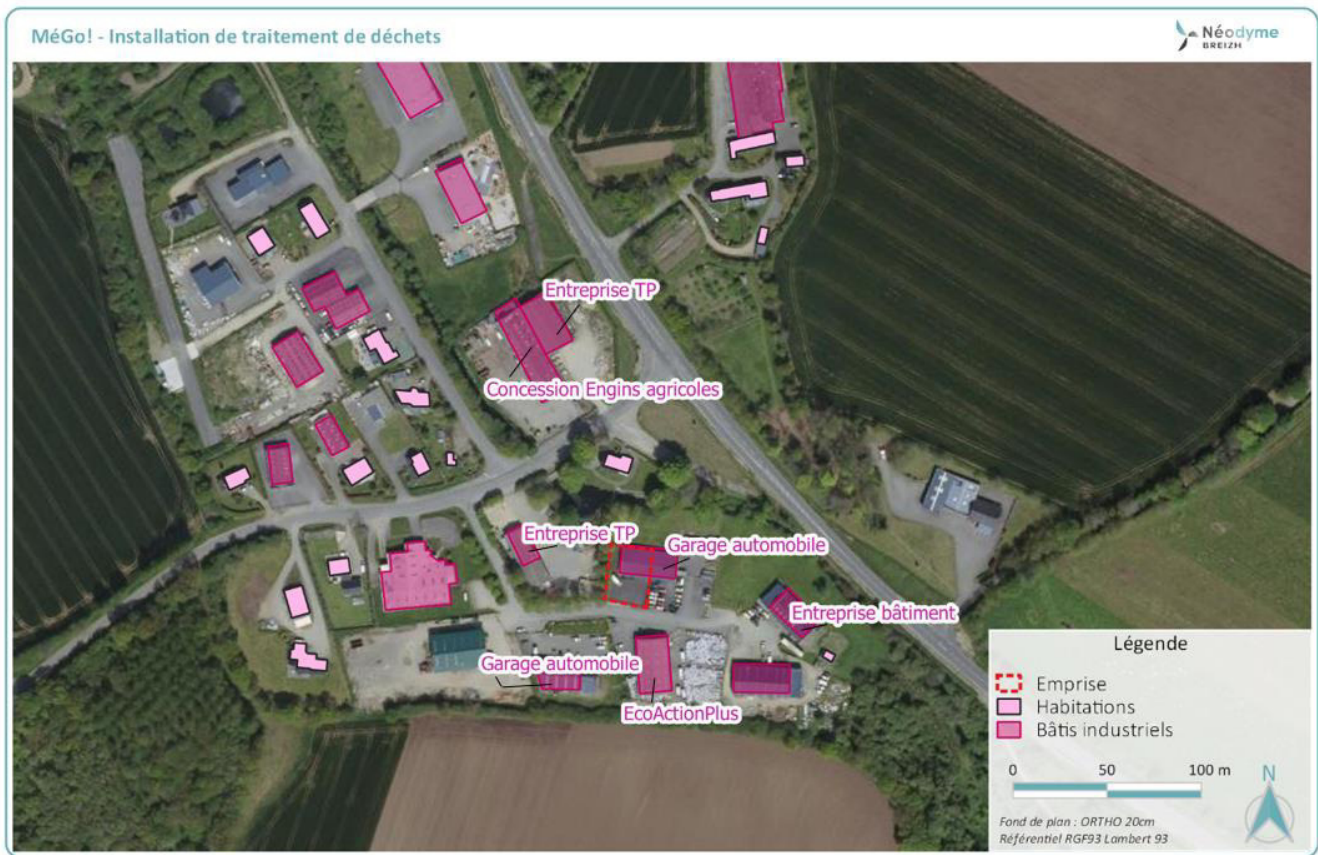 MéGo! - Installation de traitement de déchets
Néodyme
BREIZH
Entreprise TP
Concession Engins agricoles
Entreprise TP
Garage automobile
Entreprise bâtiment
Garage automobile
EcoActionPlus
Légende
Emprise
Habitations
Bâtis industriels
0 50 100 m
N
Fond de plan : ORTHO 20cm
Référentiel RGF93 Lambert 93